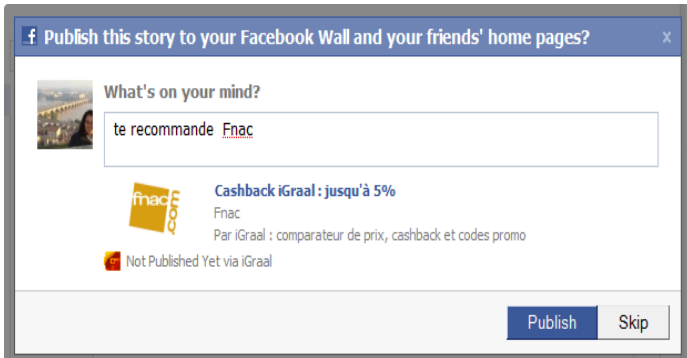 f Publish this story to your Facebook Wall and your friends' home pages? x
What's on your mind?
te recommande Fnac
fnac
.com
Cashback iGraal : jusqu'à 5%
Fnac
Par iGraal : comparateur de prix, cashback et codes promo
Not Published Yet via iGraal
Publish Skip